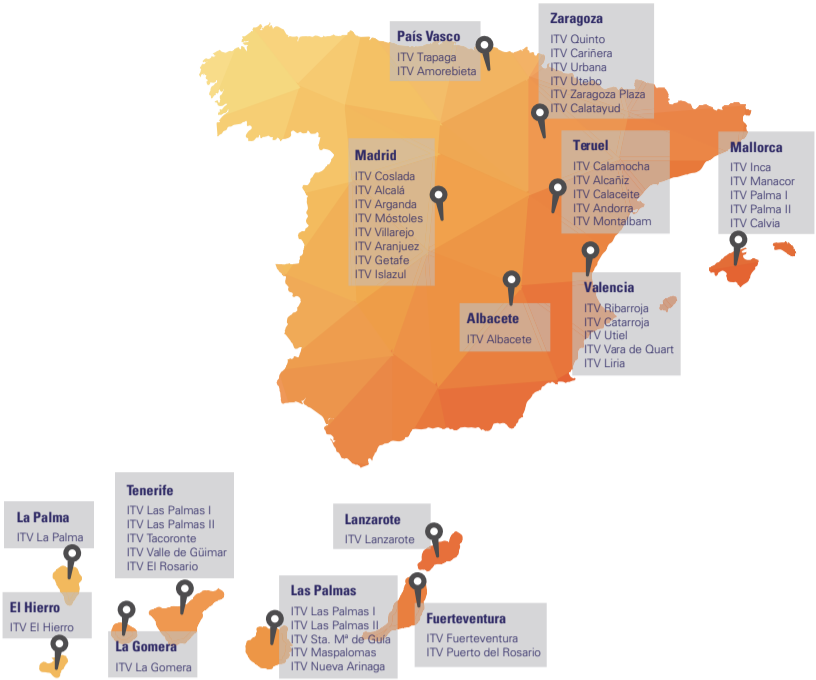 País Vasco
ITV Trapaga
ITV Amorebieta
Zaragoza
ITV Quinto
ITV Cariñera
ITV Urbana
ITV Utebo
ITV Zaragoza Plaza
ITV Calatayud
Madrid
ITV Coslada
ITV Alcalá
ITV Arganda
ITV Móstoles
ITV Villarejo
ITV Aranjuez
ITV Getafe
ITV Islazul
Teruel
ITV Calamocha
ITV Alcañiz
ITV Calaceite
ITV Andorra
ITV Montalbam
Mallorca
ITV Inca
ITV Manacor
ITV Palma I
ITV Palma II
ITV Calvia
Albacete
ITV Albacete
Valencia
ITV Ribarroja
ITV Catarroja
ITV Utiel
ITV Vara de Quart
ITV Liria
La Palma
ITV La Palma
Tenerife
ITV Las Palmas I
ITV Las Palmas II
ITV Tacoronte
ITV Valle de Güimar
ITV El Rosario
Lanzarote
ITV Lanzarote
El Hierro
ITV El Hierro
La Gomera
ITV La Gomera
Las Palmas
ITV Las Palmas I
ITV Las Palmas II
ITV Sta. Mª de Guía
ITV Maspalomas
ITV Nueva Arinaga
Fuerteventura
ITV Fuerteventura
ITV Puerto del Rosario